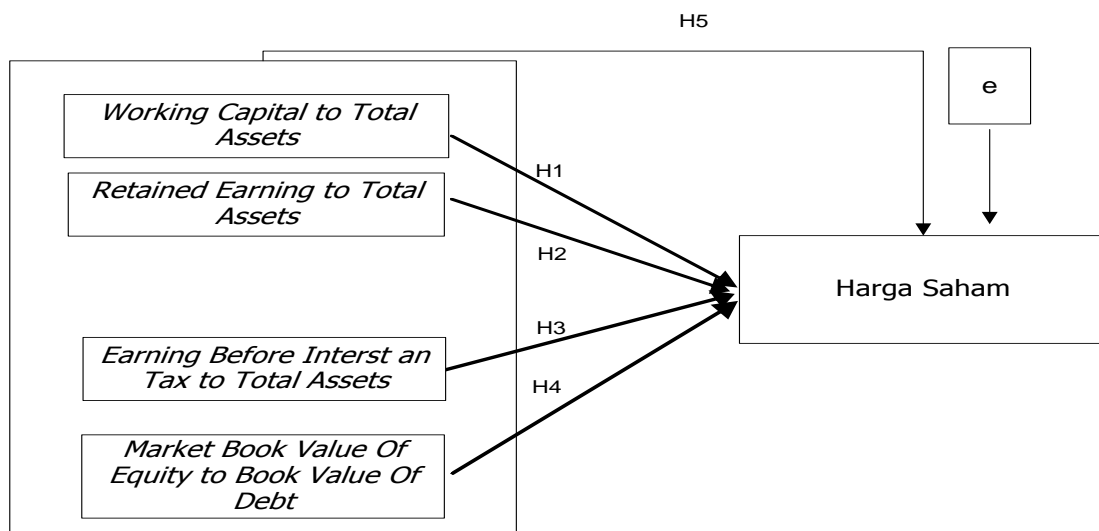 H5
e
Working Capital to Total
Assets
H1
Retained Earning to Total
Assets
H2
Harga Saham
H3
Earning Before Interst an
Tax to Total Assets
H4
Market Book Value Of
Equity to Book Value Of
Debt